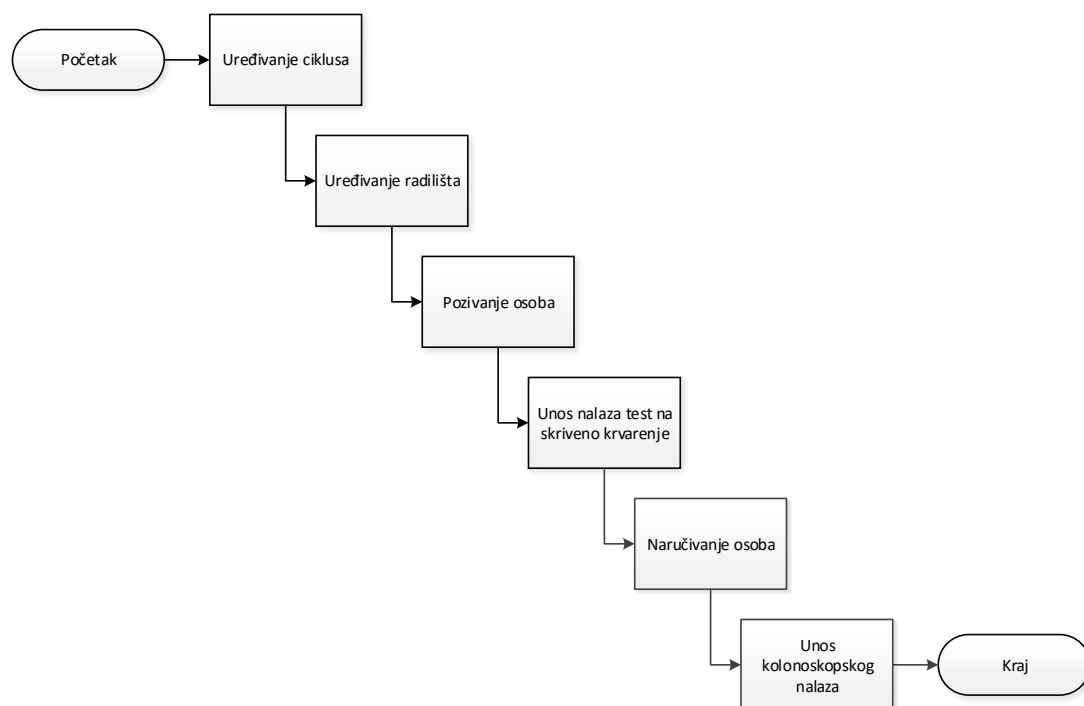 Početak
Uređivanje ciklusa
Uređivanje radilišta
Pozivanje osoba
Unos nalaza test na
skriveno krvarenje
Naručivanje osoba
Unos
kolonoskopskog
nalaza
Kraj